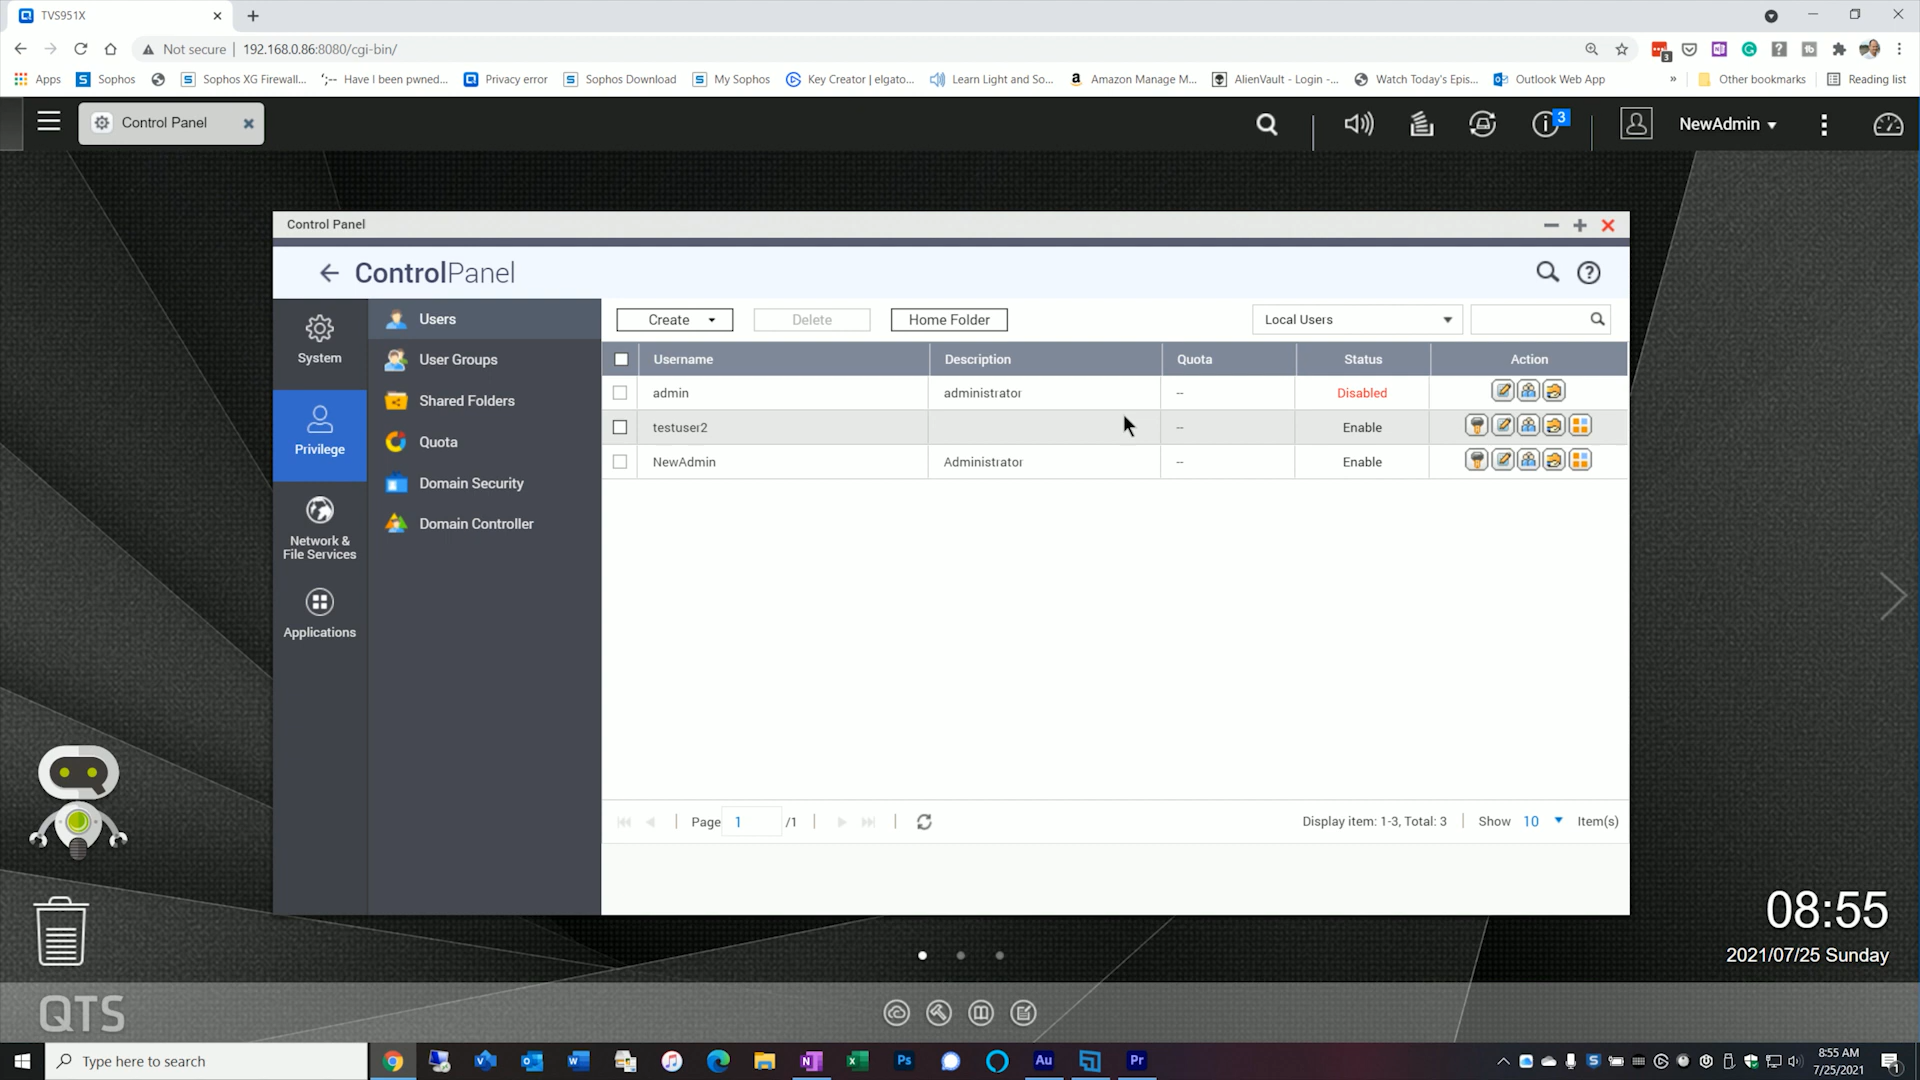 TVS951X
Not secure
192.168.0.86:8080/cgi-bin/
3
Apps
Sophos
Sophos XG Firewall...
Have I been pwned...
Privacy error
Sophos Download
My Sophos
Key Creator | elgato...
Learn Light and So...
Amazon Manage M...
AlienVault - Login -...
Watch Today's Epis...
Outlook Web App
»
Other bookmarks
Reading list
Control Panel
3
NewAdmin
Control Panel
ControlPanel
System
Privilege
Network &
File Services
Applications
Users
User Groups
Shared Folders
Quota
Domain Security
Domain Controller
Create
Delete
Home Folder
Local Users
Username
Description
Quota
Status
Action
admin
administrator
--
Disabled
testuser2
--
Enable
NewAdmin
Administrator
--
Enable
Page
1
/1
Display item: 1-3, Total: 3
Show
10
Item(s)
08:55
2021/07/25 Sunday
QTS
Type here to search
Ps
Au
Pr
8:55 AM
7/25/2021
1